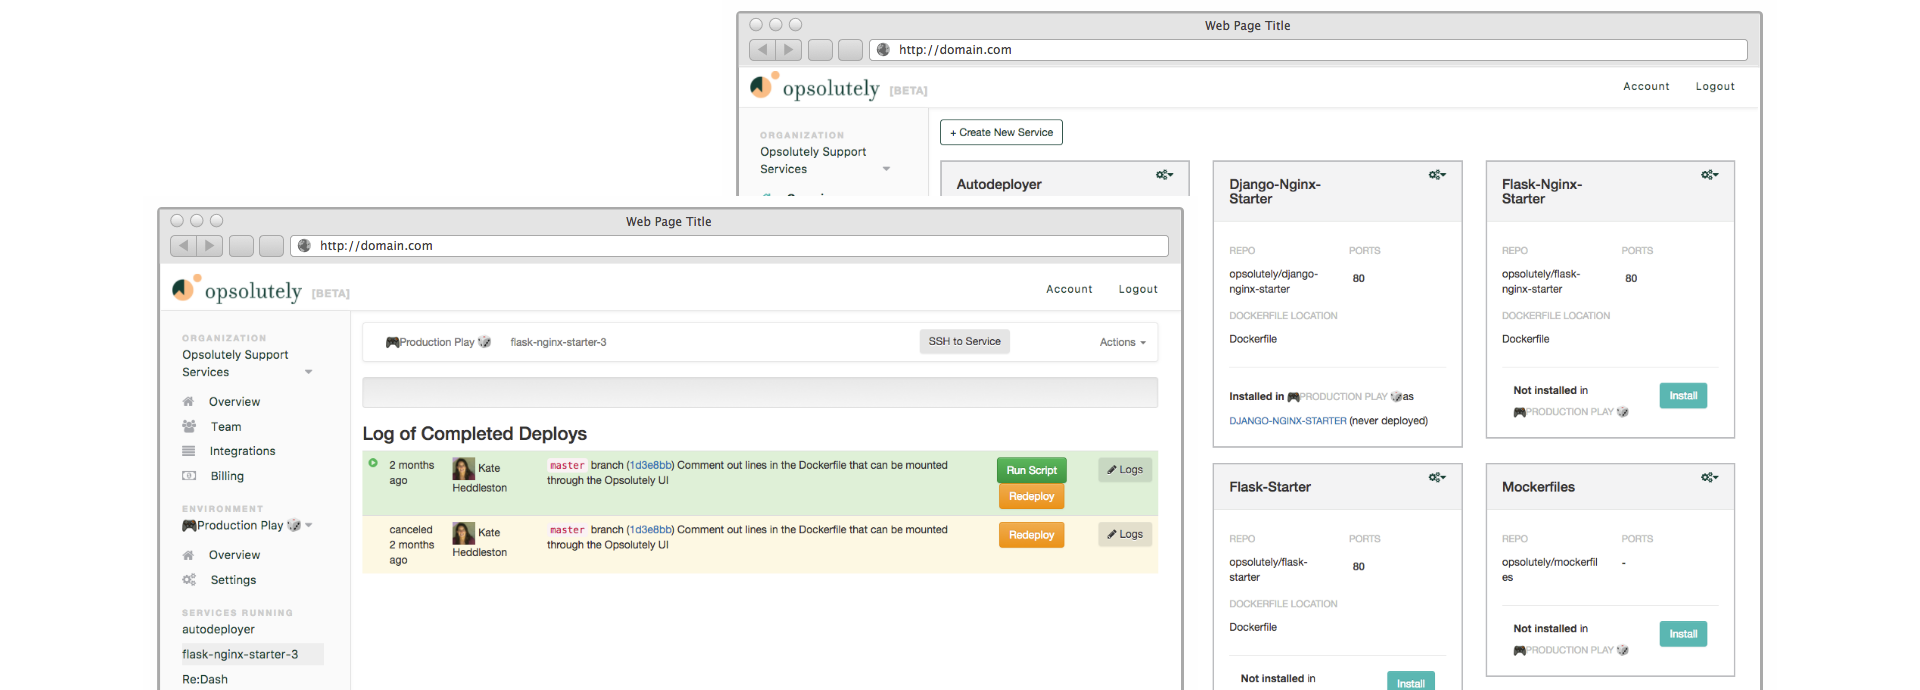 Web Page Title
http://domain.com
opsolutely [BETA]
Account Logout
ORGANIZATION
Opsolutely Support
Services
+ Create New Service
Autodeployer
Django-Nginx-
Starter
REPO PORTS
opsolutely/django-
nginx-starter
80
DOCKERFILE LOCATION
Dockerfile
Installed in PRODUCTION PLAY as
DJANGO-NGINX-STARTER (never deployed)
Flask-Nginx-
Starter
REPO PORTS
opsolutely/flask-
nginx-starter
80
DOCKERFILE LOCATION
Dockerfile
Not installed in
PRODUCTION PLAY
Install
Flask-Starter
REPO PORTS
opsolutely/flask-
starter
80
DOCKERFILE LOCATION
Dockerfile
Not installed in
Install
Mockerfiles
REPO PORTS
opsolutely/mockerfil
es
-
Not installed in
PRODUCTION PLAY
Install
Web Page Title
http://domain.com
opsolutely [BETA]
Account Logout
ORGANIZATION
Opsolutely Support
Services
Overview
Team
Integrations
Billing
ENVIRONMENT
Production Play
Overview
Settings
SERVICES RUNNING
autodeployer
flask-nginx-starter-3
Re:Dash
Production Play flask-nginx-starter-3 SSH to Service Actions
Log of Completed Deploys
2 months
ago
Kate
Heddleston
master branch (1d3e8bb) Comment out lines in the Dockerfile that can be mounted
through the Opsolutely UI
Run Script
Redeploy
Logs
canceled
2 months
ago
Kate
Heddleston
master branch (1d3e8bb) Comment out lines in the Dockerfile that can be mounted
through the Opsolutely UI
Redeploy
Logs